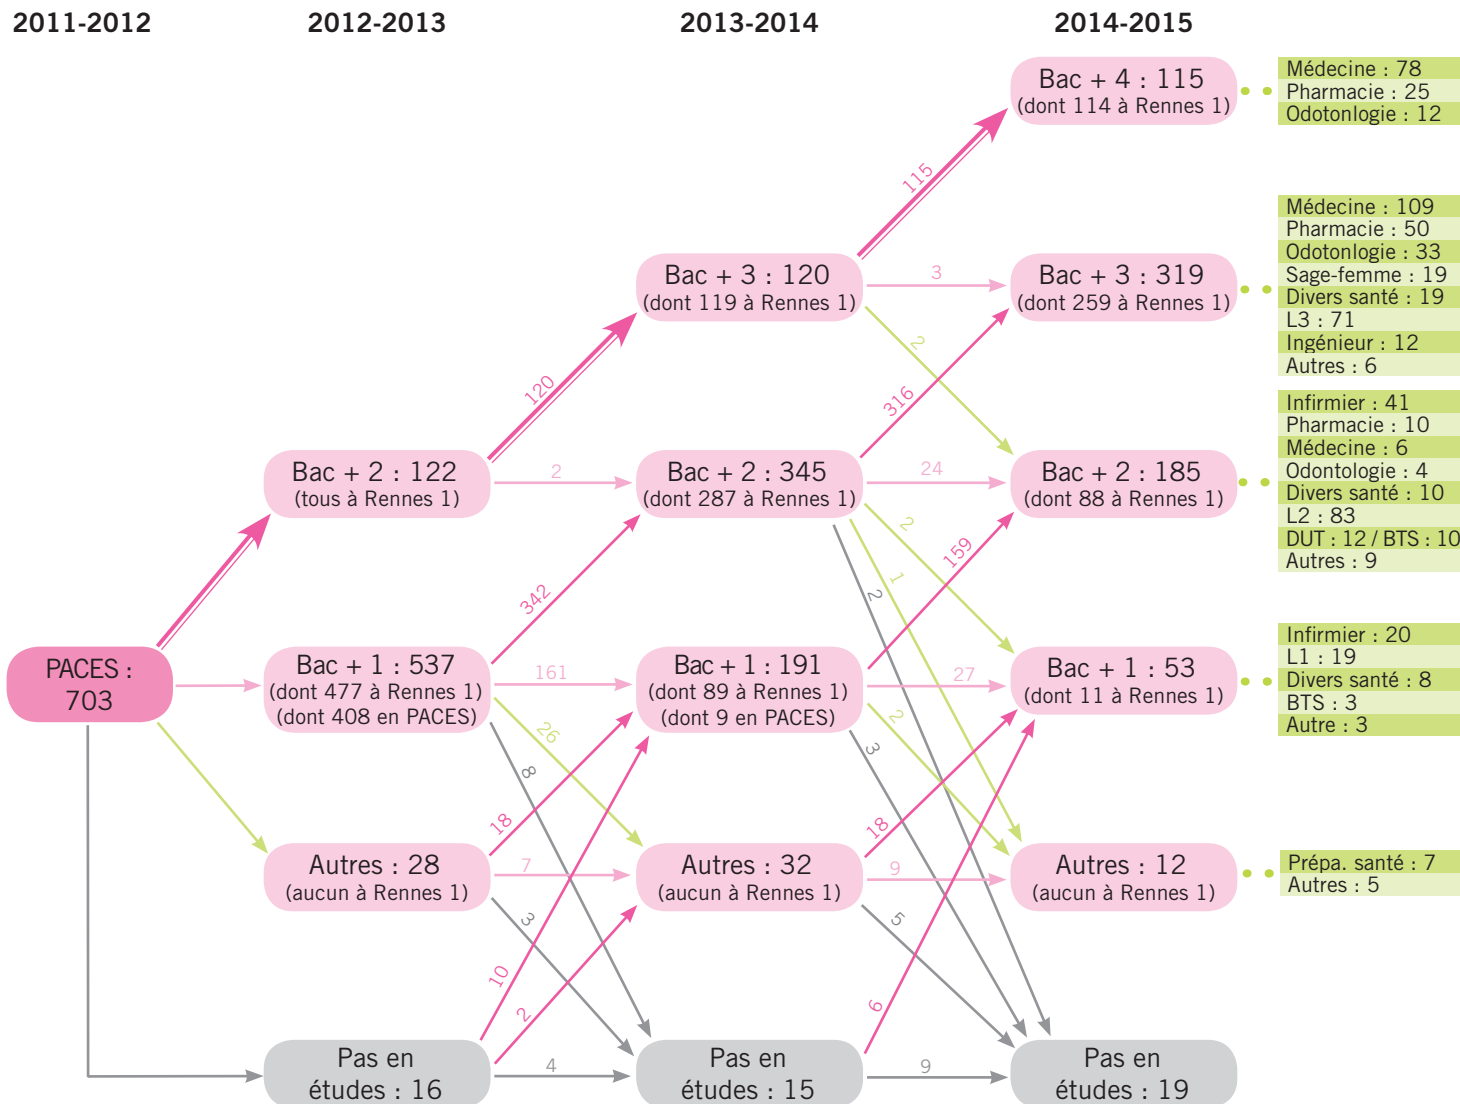 2011-2012
2012-2013
2013-2014
2014-2015
PACES :
703
Bac + 2 : 122
(tous à Rennes 1)
Bac + 1 : 537
(dont 477 à Rennes 1)
(dont 408 en PACES)
Autres : 28
(aucun à Rennes 1)
Pas en
études : 16
120
2
342
161
26
8
18
7
3
10
2
4
Bac + 3 : 120
(dont 119 à Rennes 1)
Bac + 2 : 345
(dont 287 à Rennes 1)
Bac + 1 : 191
(dont 89 à Rennes 1)
(dont 9 en PACES)
Autres : 32
(aucun à Rennes 1)
Pas en
études : 15
115
3
2
316
24
2
1
2
159
27
2
3
18
9
5
6
9
Bac + 4 : 115
(dont 114 à Rennes 1)
Bac + 3 : 319
(dont 259 à Rennes 1)
Bac + 2 : 185
(dont 88 à Rennes 1)
Bac + 1 : 53
(dont 11 à Rennes 1)
Autres : 12
(aucun à Rennes 1)
Pas en
études : 19
Médecine : 78
Pharmacie : 25
Odotonlogie : 12
Médecine : 109
Pharmacie : 50
Odotonlogie : 33
Sage-femme : 19
Divers santé : 19
L3 : 71
Ingénieur : 12
Autres : 6
Infirmier : 41
Pharmacie : 10
Médecine : 6
Odontologie : 4
Divers santé : 10
L2 : 83
DUT : 12 / BTS : 10
Autres : 9
Infirmier : 20
L1 : 19
Divers santé : 8
BTS : 3
Autre : 3
Prépa. santé : 7
Autres : 5